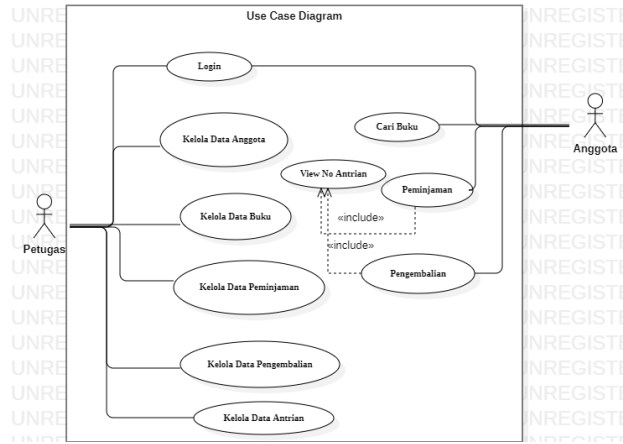 Use Case Diagram
Login
Cari Buku
Anggota
Kelola Data Anggota
View No Antrian
Peminjaman
Kelola Data Buku
«include»
Petugas
«include»
Pengembalian
Kelola Data Peminjaman
Kelola Data Pengembalian
Kelola Data Antrian